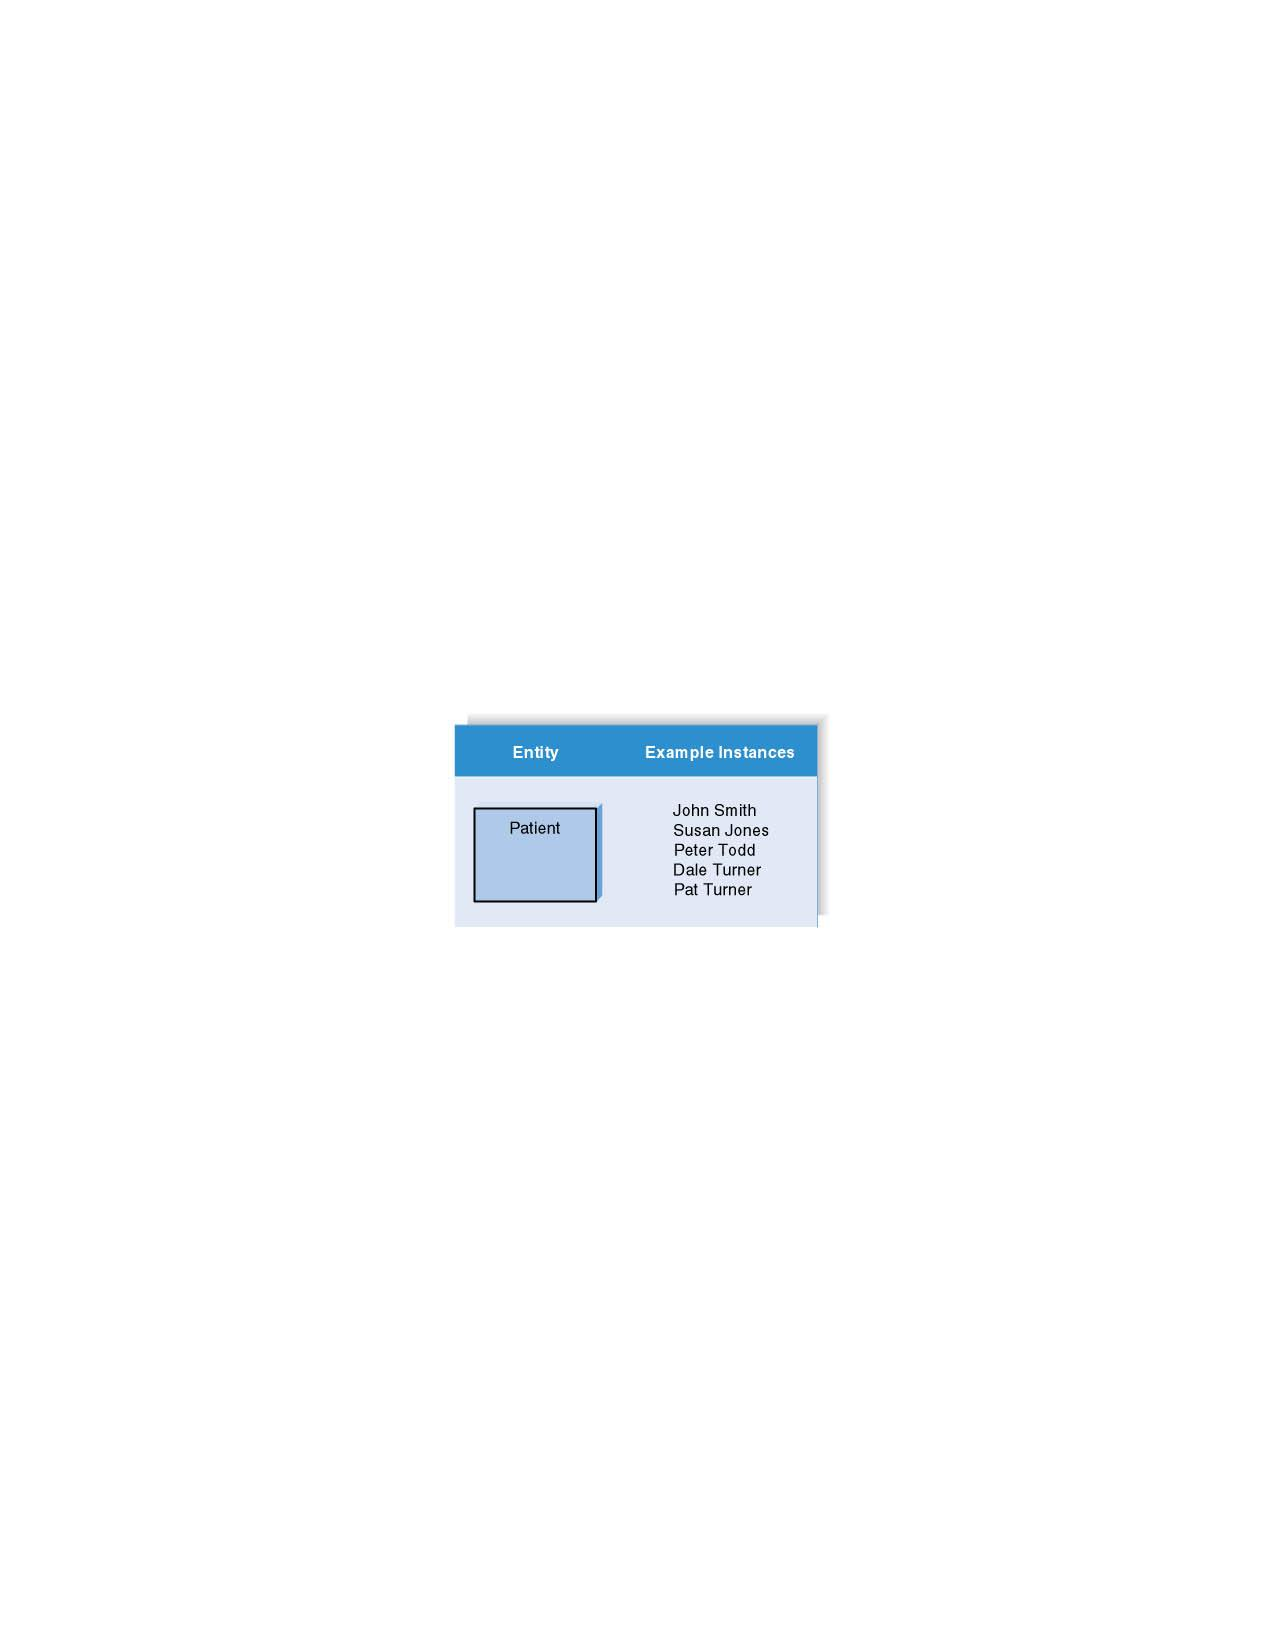 Entity Example Instances
Patient
John Smith
Susan Jones
Peter Todd
Dale Turner
Pat Turner